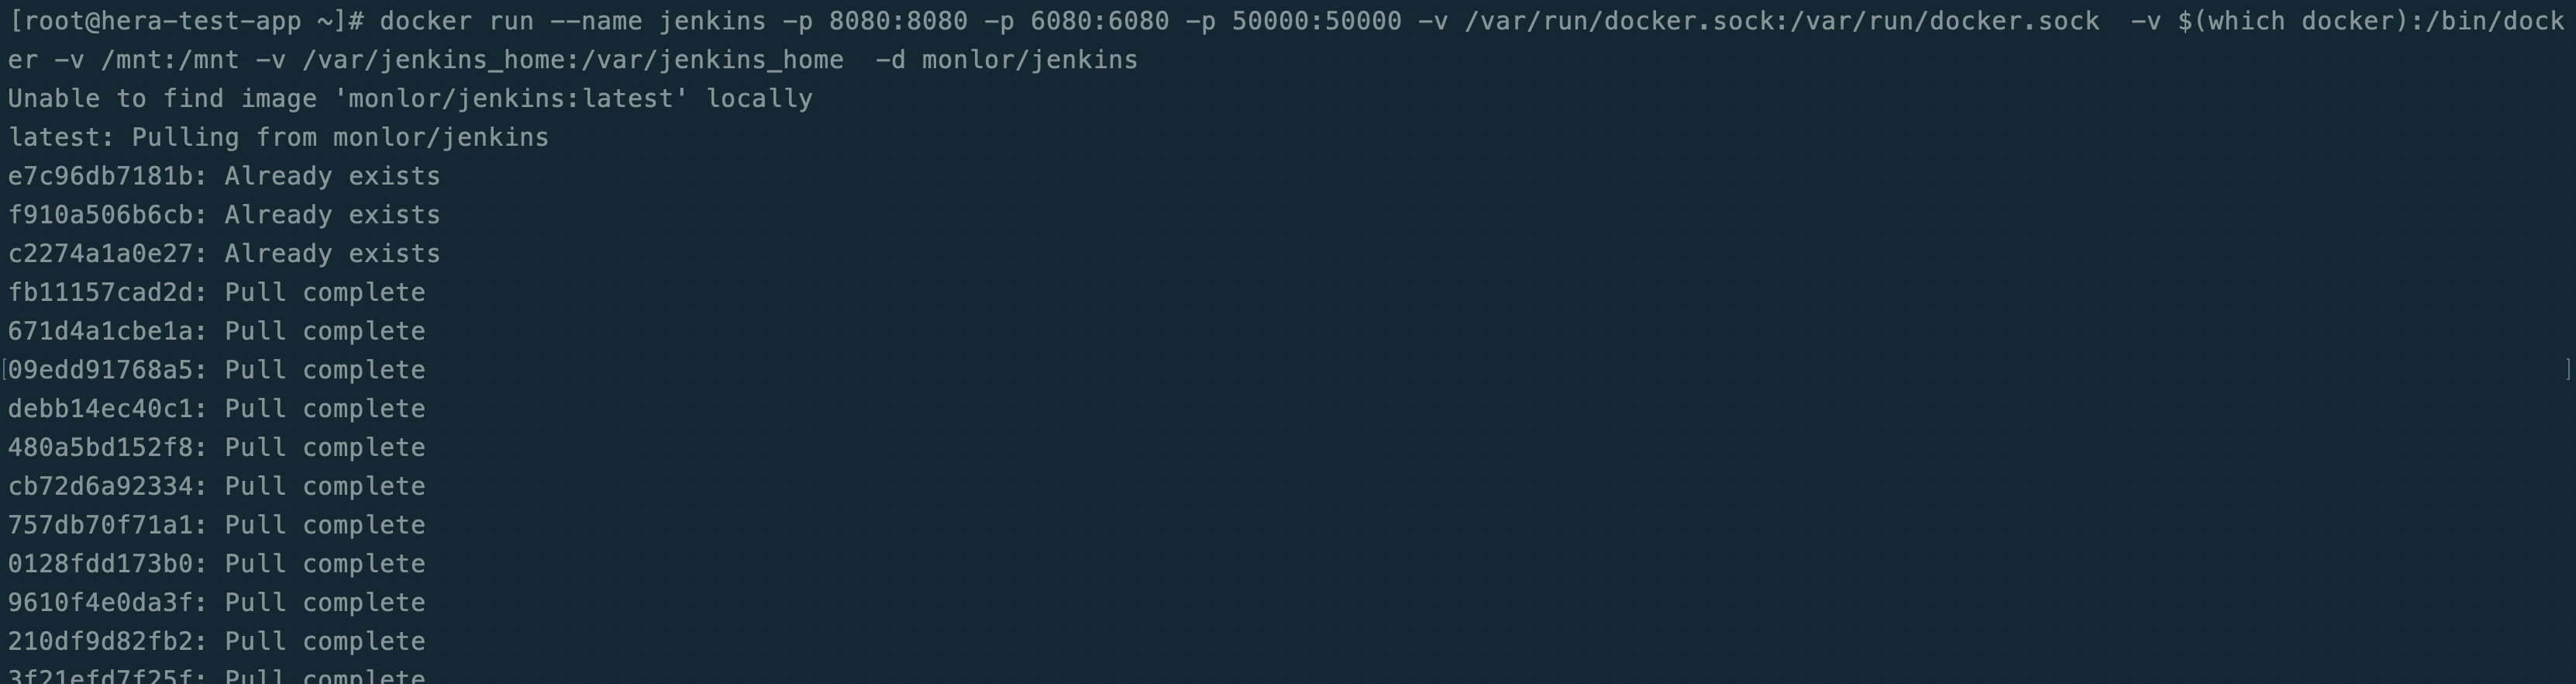 [root@hera-test-app ~]# docker run --name jenkins -p 8080:8080 -p 6080:6080 -p 50000:50000 -v /var/run/docker.sock:/var/run/docker.sock  -v $(which docker):/bin/dock
er -v /mnt:/mnt -v /var/jenkins_home:/var/jenkins_home  -d monlor/jenkins
Unable to find image 'monlor/jenkins:latest' locally
latest: Pulling from monlor/jenkins
e7c96db7181b: Already exists
f910a506b6cb: Already exists
c2274a1a0e27: Already exists
fb11157cad2d: Pull complete
671d4a1cbe1a: Pull complete
[09edd91768a5: Pull complete ]
debb14ec40c1: Pull complete
480a5bd152f8: Pull complete
cb72d6a92334: Pull complete
757db70f71a1: Pull complete
0128fdd173b0: Pull complete
9610f4e0da3f: Pull complete
210df9d82fb2: Pull complete
3f21efd7f25f: Pull complete